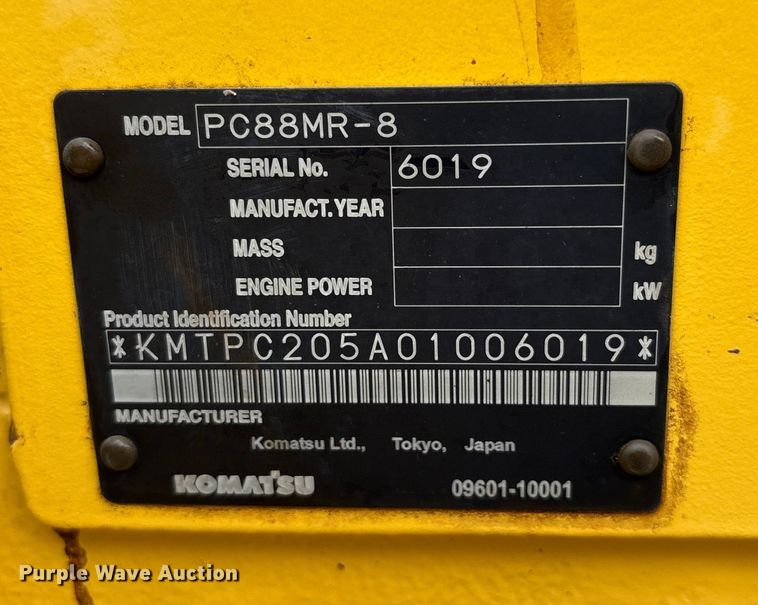 MODEL PC88MR-8
SERIAL No. 6019
MANUFACT.YEAR
MASS kg
ENGINE POWER kW
Product Identification Number
*KMTPC205A01006019*
MANUFACTURER
Komatsu Ltd., Tokyo, Japan
KOMATSU 09601-10001
Purple Wave Auction